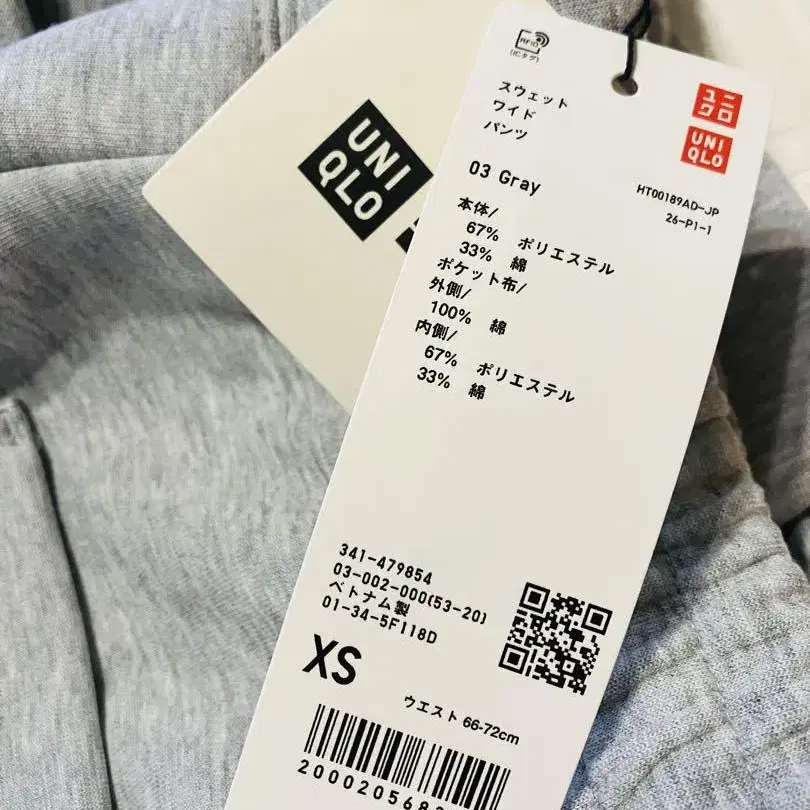 UNI
QLO
RFID
(ICタグ)
ユニ
クロ
UNI
QLO
スウェット
ワイド
パンツ
03 Gray
HT00189AD-JP
26-P1-1
本体/
67% ポリエステル
33% 綿
ポケット布/
外側/
100% 綿
内側/
67% ポリエステル
33% 綿
341-479854
03-002-000(53-20)
ベトナム製
01-34-5F118D
XS
ウエスト 66-72cm
200020568